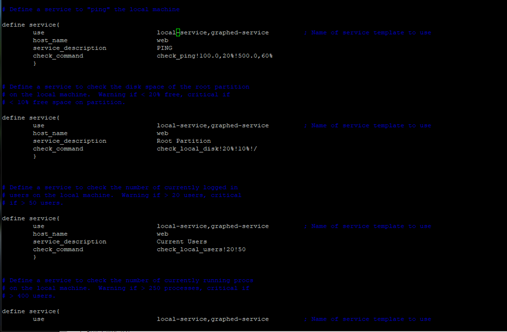 # Define a service to "ping" the local machine
define service{
use local-service,graphed-service ; Name of service template to use
host_name web
service_description PING
check_command check_ping!100.0,20%!500.0,60%
}
# Define a service to check the disk space of the root partition
# on the local machine. Warning if < 20% free, critical if
# < 10% free space on partition.
define service{
use local-service,graphed-service ; Name of service template to use
host_name web
service_description Root Partition
check_command check_local_disk!20%!10%!/
}
# Define a service to check the number of currently logged in
# users on the local machine. Warning if > 20 users, critical
# if > 50 users.
define service{
use local-service,graphed-service ; Name of service template to use
host_name web
service_description Current Users
check_command check_local_users!20!50
}
# Define a service to check the number of currently running procs
# on the local machine. Warning if > 250 processes, critical if
# > 400 users.
define service{
use local-service,graphed-service ; Name of service template to use